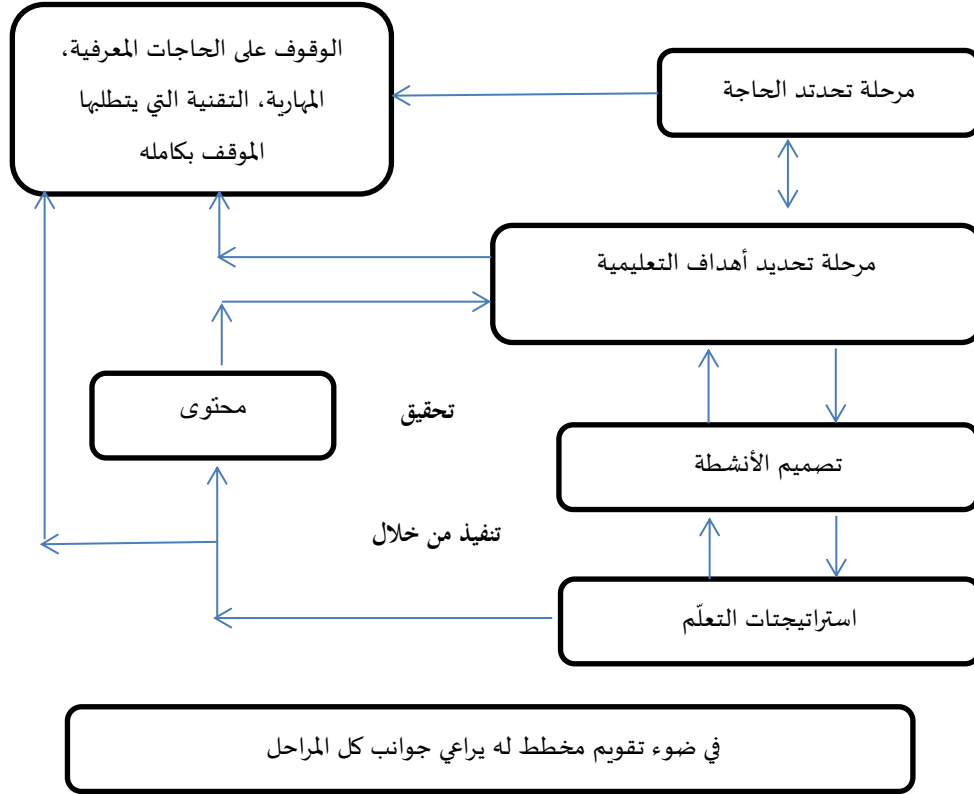 الوقوف على الحاجات المعرفية،
المهارية، التقنية التي يتطلبها
الموقف بكامله
مرحلة تحدتد الحاجة
مرحلة تحديد أهداف التعليمية
محتوى
تحقيق
تصميم الأنشطة
تنفيذ من خلال
استراتيجتات التعلّم
في ضوء تقويم مخطط له يراعي جوانب كل المراحل